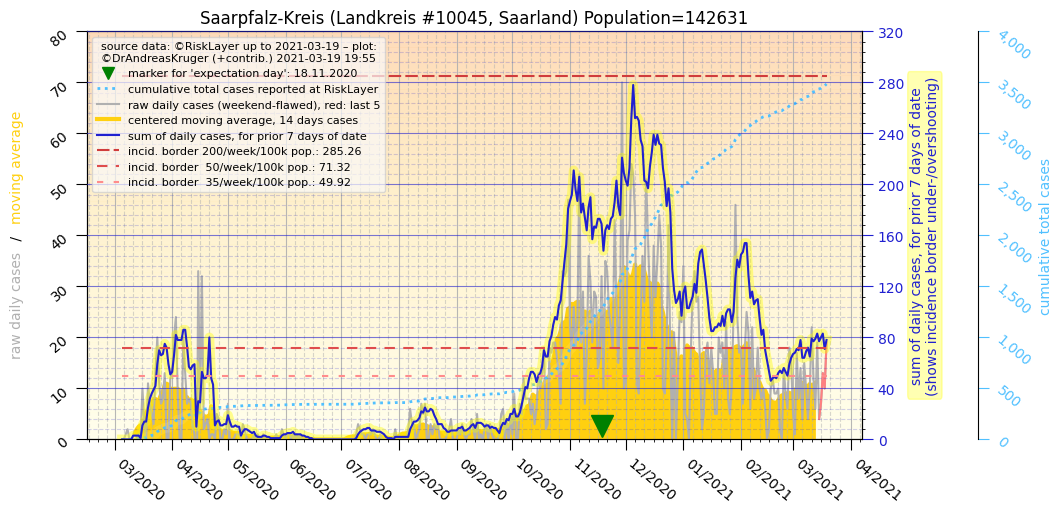 Saarpfalz-Kreis (Landkreis #10045, Saarland) Population=142631
source data: ©RiskLayer up to 2021-03-19 – plot:
©DrAndreasKruger (+contrib.) 2021-03-19 19:55
marker for 'expectation day': 18.11.2020
cumulative total cases reported at RiskLayer
raw daily cases (weekend-flawed), red: last 5
centered moving average, 14 days cases
sum of daily cases, for prior 7 days of date
incid. border 200/week/100k pop.: 285.26
incid. border 50/week/100k pop.: 71.32
incid. border 35/week/100k pop.: 49.92
raw daily cases / moving average
80
70
60
50
40
30
20
10
0
03/2020
04/2020
05/2020
06/2020
07/2020
08/2020
09/2020
10/2020
11/2020
12/2020
01/2021
02/2021
03/2021
04/2021
320
280
240
200
160
120
80
40
0
sum of daily cases, for prior 7 days of date
(shows incidence border under-/overshooting)
4,000
3,500
3,000
2,500
2,000
1,500
1,000
500
0
cumulative total cases